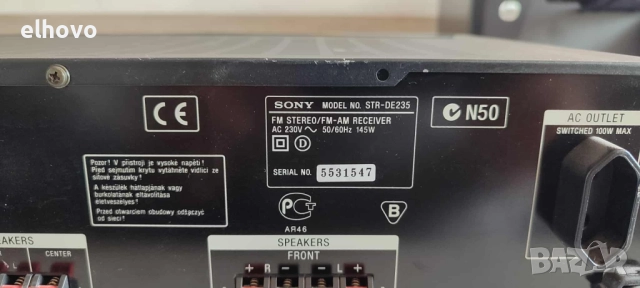 elhovo
SONY MODEL NO. STR-DE235
FM STEREO/FM-AM RECEIVER
AC 230V ~ 50/60Hz 145W
D
SERIAL NO. 5531547
CE
N50
AC OUTLET
SWITCHED 100W MAX
Pozor! V přístroji je vysoké napětí!
Před sejmutím krytu vytáhněte vidlici ze
síťové zásuvky!
A készülék hátlapjának vagy
burkolatának eltávolítása
életveszélyes!
Przed otwarciem obudowy odłączyć
od sieci!
PCT
AR46
B
SPEAKERS
FRONT
+ R - - L +
EAKERS
CENTER
BAZAR